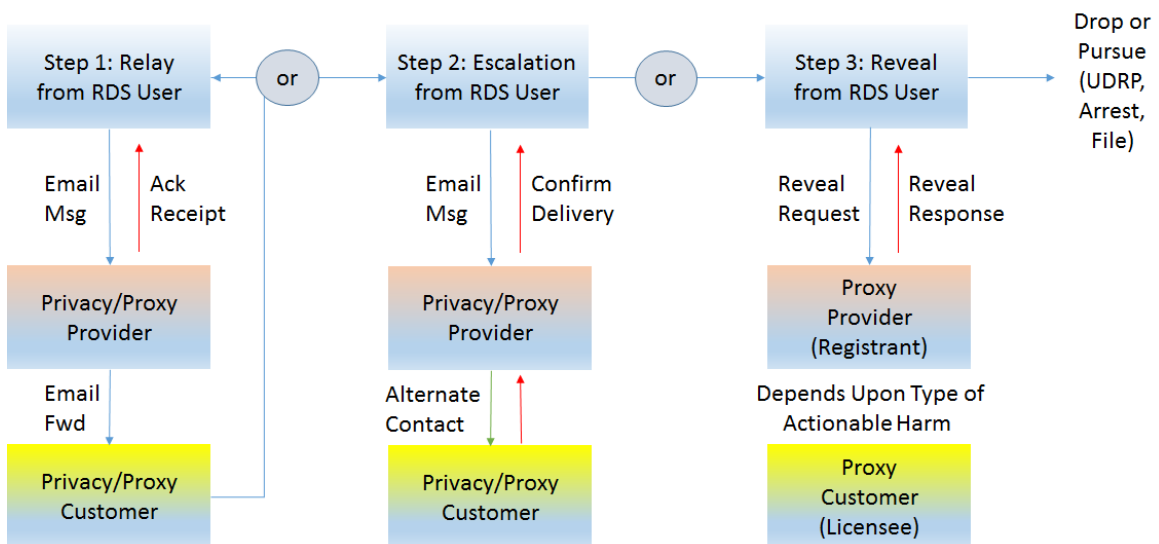 Step 1: Relay
from RDS User
or
Step 2: Escalation
from RDS User
or
Step 3: Reveal
from RDS User
Drop or
Pursue
(UDRP,
Arrest,
File)
Email
Msg
Ack
Receipt
Email
Msg
Confirm
Delivery
Reveal
Request
Reveal
Response
Privacy/Proxy
Provider
Privacy/Proxy
Provider
Proxy
Provider
(Registrant)
Email
Fwd
Alternate
Contact
Depends Upon Type of
Actionable Harm
Privacy/Proxy
Customer
Privacy/Proxy
Customer
Proxy
Customer
(Licensee)